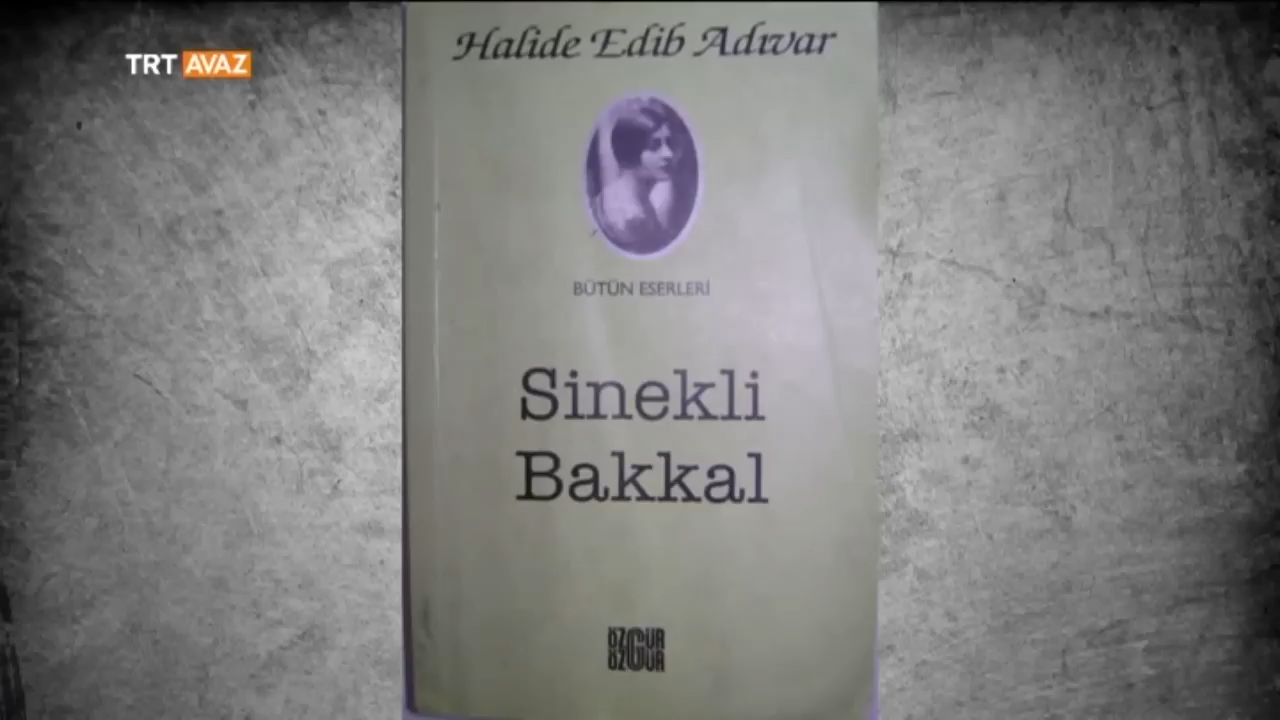 TRT AVAZ
Halide Edib Adıvar
BÜTÜN ESERLERİ
Sinekli
Bakkal
ÖZGÜR
ÖZGÜR